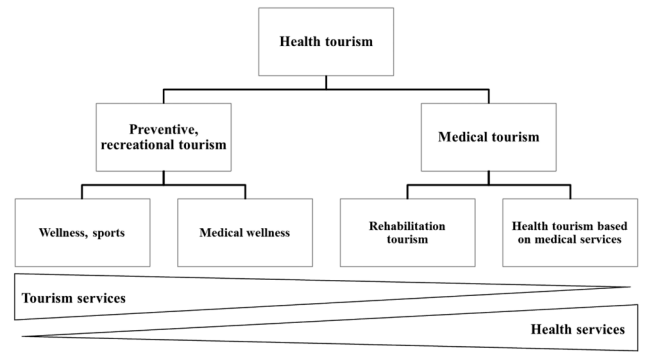 Health tourism
Preventive,
recreational tourism
Medical tourism
Wellness, sports
Medical wellness
Rehabilitation
tourism
Health tourism based
on medical services
Tourism services
Health services